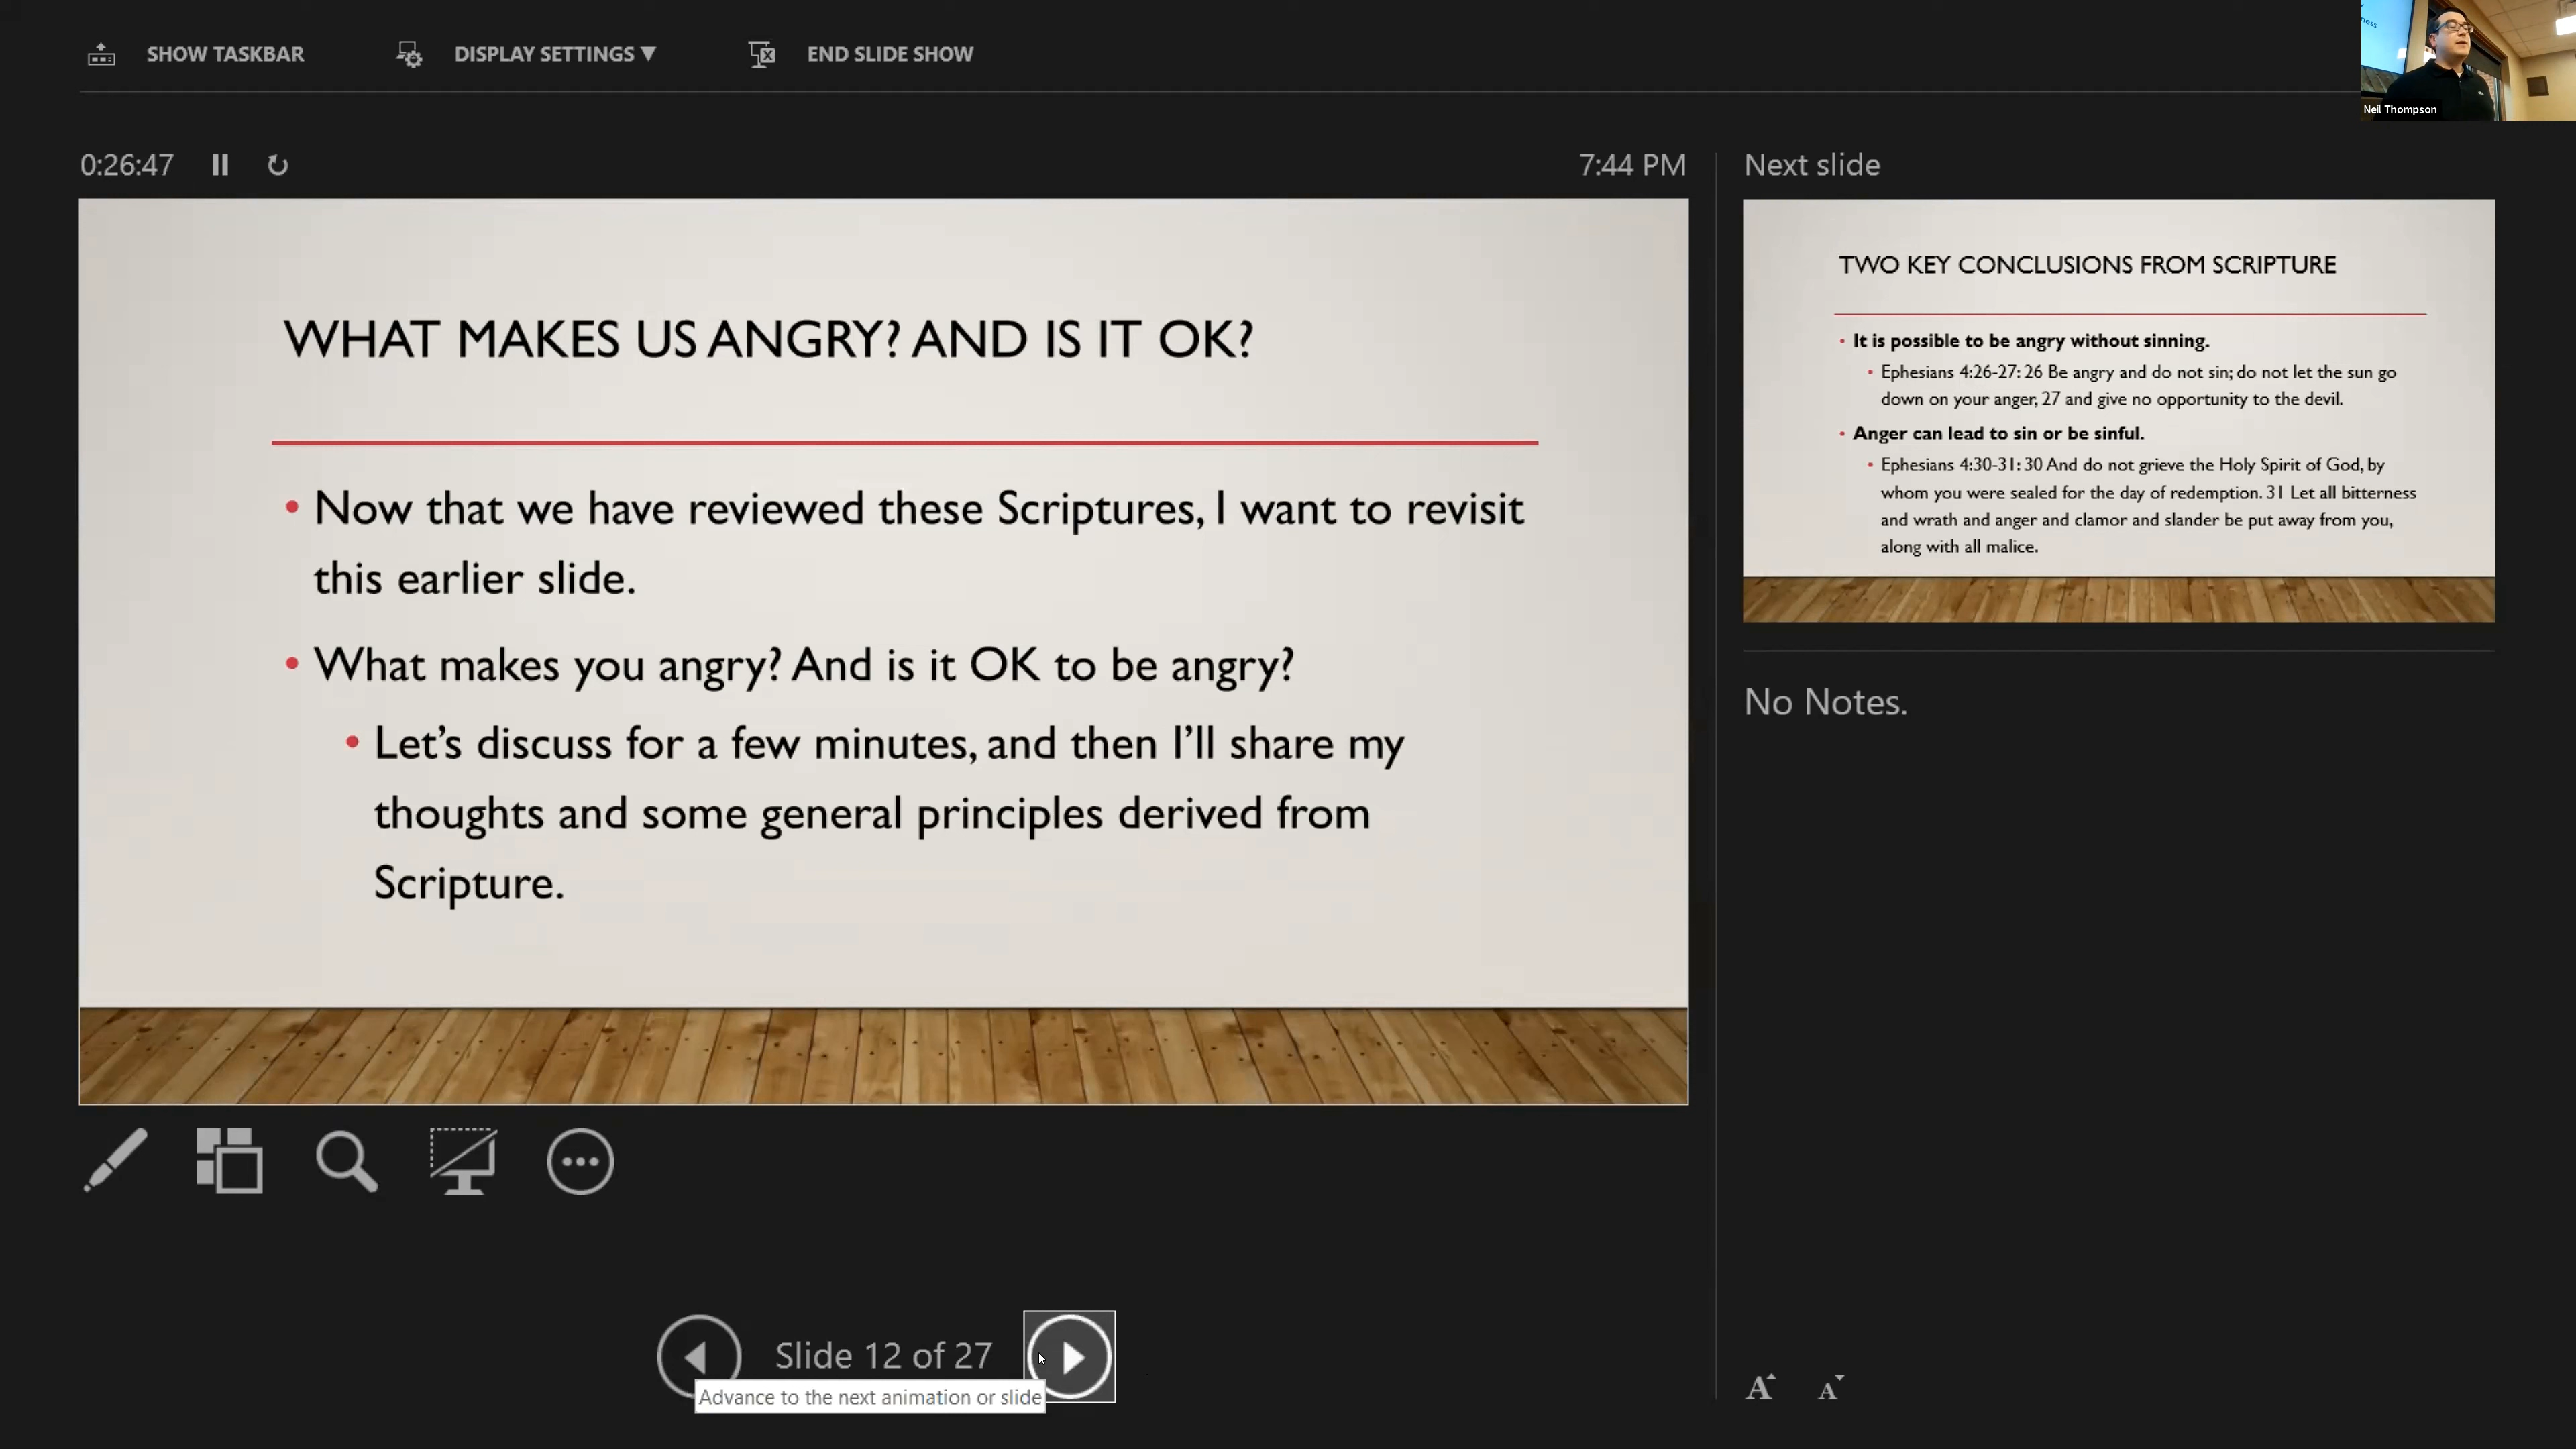 SHOW TASKBAR
DISPLAY SETTINGS ▼
END SLIDE SHOW
ness
Neil Thompson
0:26:47
7:44 PM
WHAT MAKES US ANGRY? AND IS IT OK?
• Now that we have reviewed these Scriptures, I want to revisit
this earlier slide.
• What makes you angry? And is it OK to be angry?
• Let's discuss for a few minutes, and then I'll share my
thoughts and some general principles derived from
Scripture.
Slide 12 of 27
Advance to the next animation or slide
Next slide
TWO KEY CONCLUSIONS FROM SCRIPTURE
• It is possible to be angry without sinning.
• Ephesians 4:26-27: 26 Be angry and do not sin; do not let the sun go
down on your anger, 27 and give no opportunity to the devil.
• Anger can lead to sin or be sinful.
• Ephesians 4:30-31: 30 And do not grieve the Holy Spirit of God, by
whom you were sealed for the day of redemption. 31 Let all bitterness
and wrath and anger and clamor and slander be put away from you,
along with all malice.
No Notes.
A A